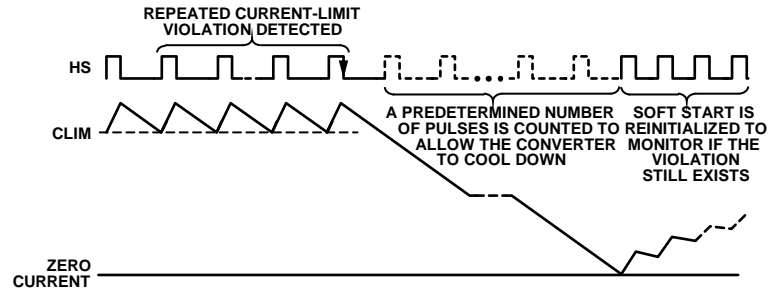 REPEATED CURRENT-LIMIT
VIOLATION DETECTED
HS
CLIM
A PREDETERMINED NUMBER
OF PULSES IS COUNTED TO
ALLOW THE CONVERTER
TO COOL DOWN
SOFT START IS
REINITIALIZED TO
MONITOR IF THE
VIOLATION
STILL EXISTS
ZERO
CURRENT